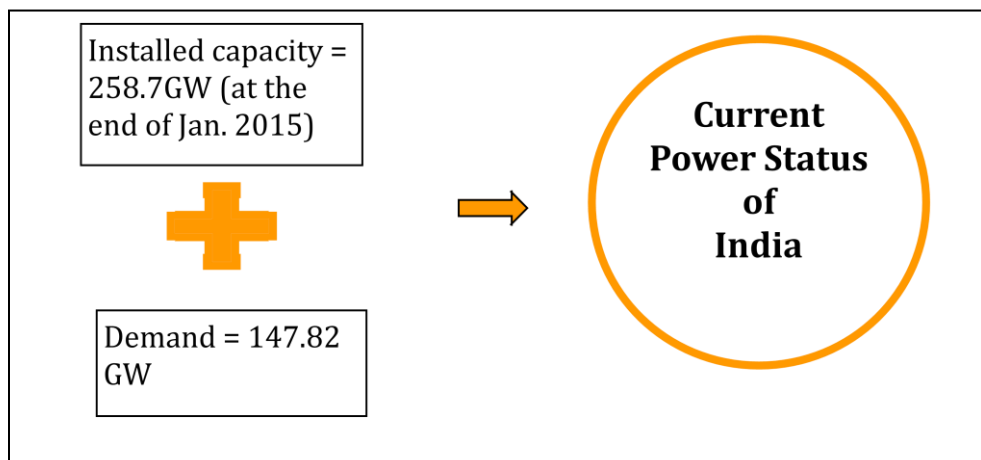 Installed capacity =
258.7GW (at the
end of Jan. 2015)
Demand = 147.82
GW
Current
Power Status
of
India